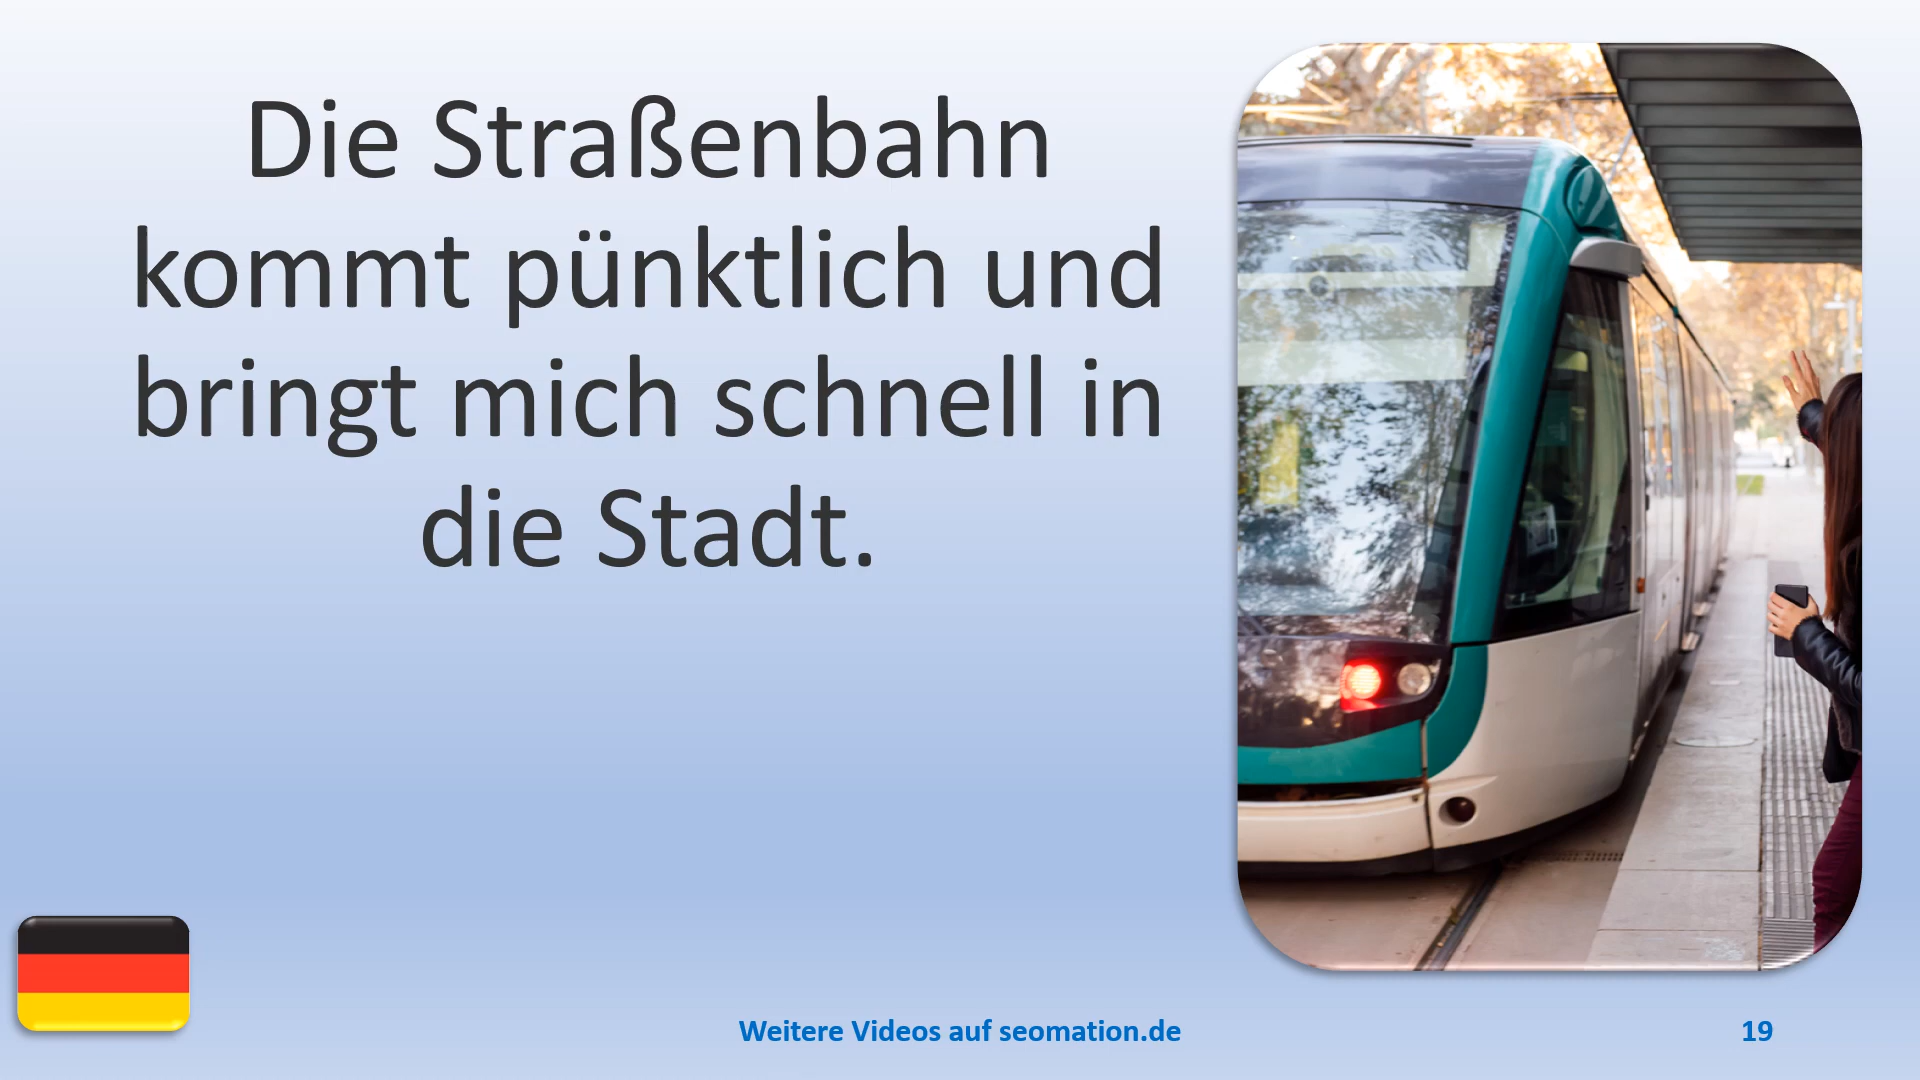 Die Straßenbahn
kommt pünktlich und
bringt mich schnell in
die Stadt.
Weitere Videos auf seomation.de
19